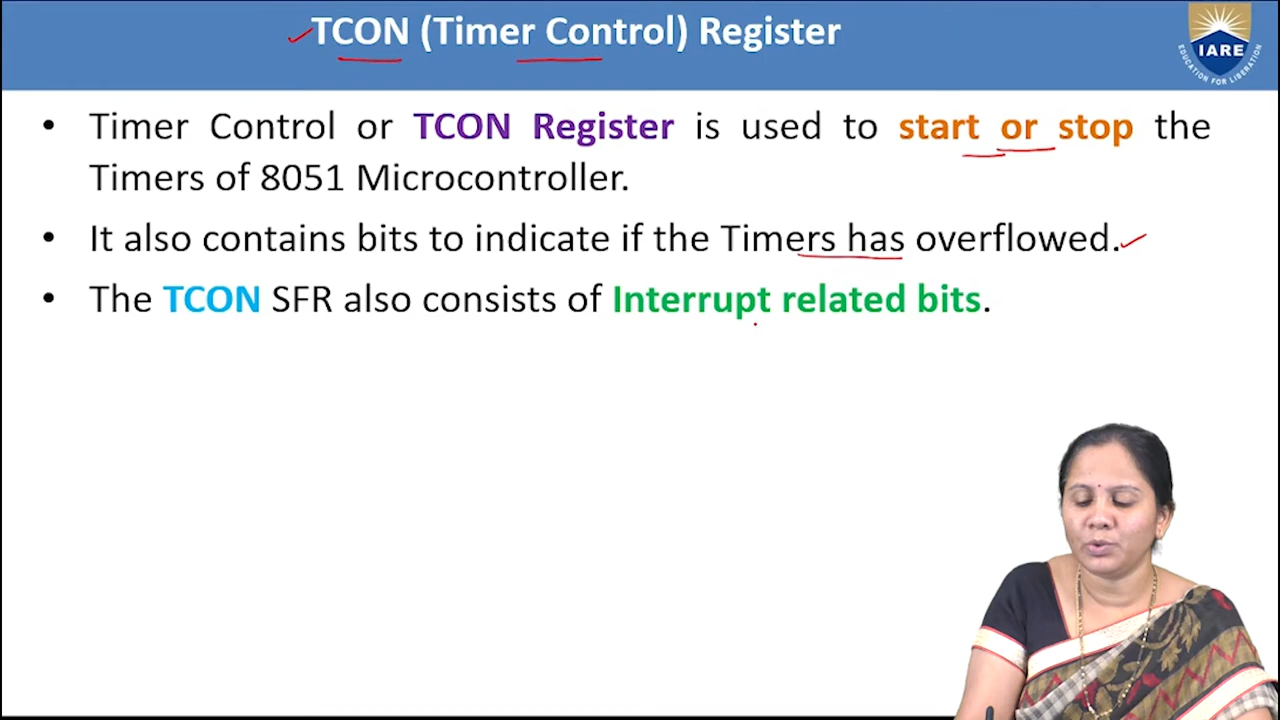 TCON (Timer Control) Register
IARE
EDUCATION FOR LIBERATION
• Timer Control or TCON Register is used to start or stop the
Timers of 8051 Microcontroller.
• It also contains bits to indicate if the Timers has overflowed.
• The TCON SFR also consists of Interrupt related bits.